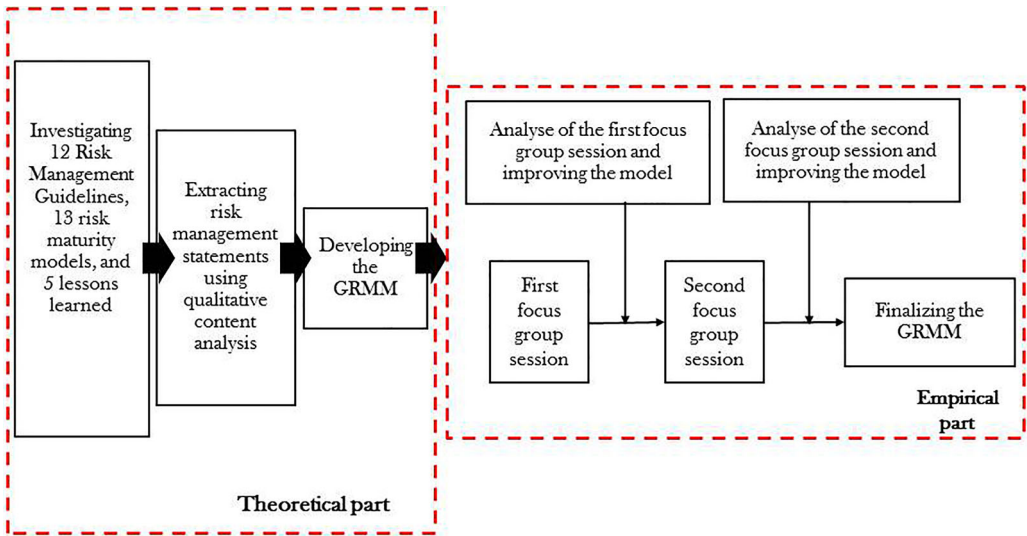 Investigating
12 Risk
Management
Guidelines,
13 risk
maturity
models, and
5 lessons
learned
Extracting
risk
management
statements
using
qualitative
content
analysis
Developing
the
GRMM
Theoretical part
Analyse of the first focus
group session and
improving the model
Analyse of the second
focus group session and
improving the model
First
focus
group
session
Second
focus
group
session
Finalizing the
GRMM
Empirical
part